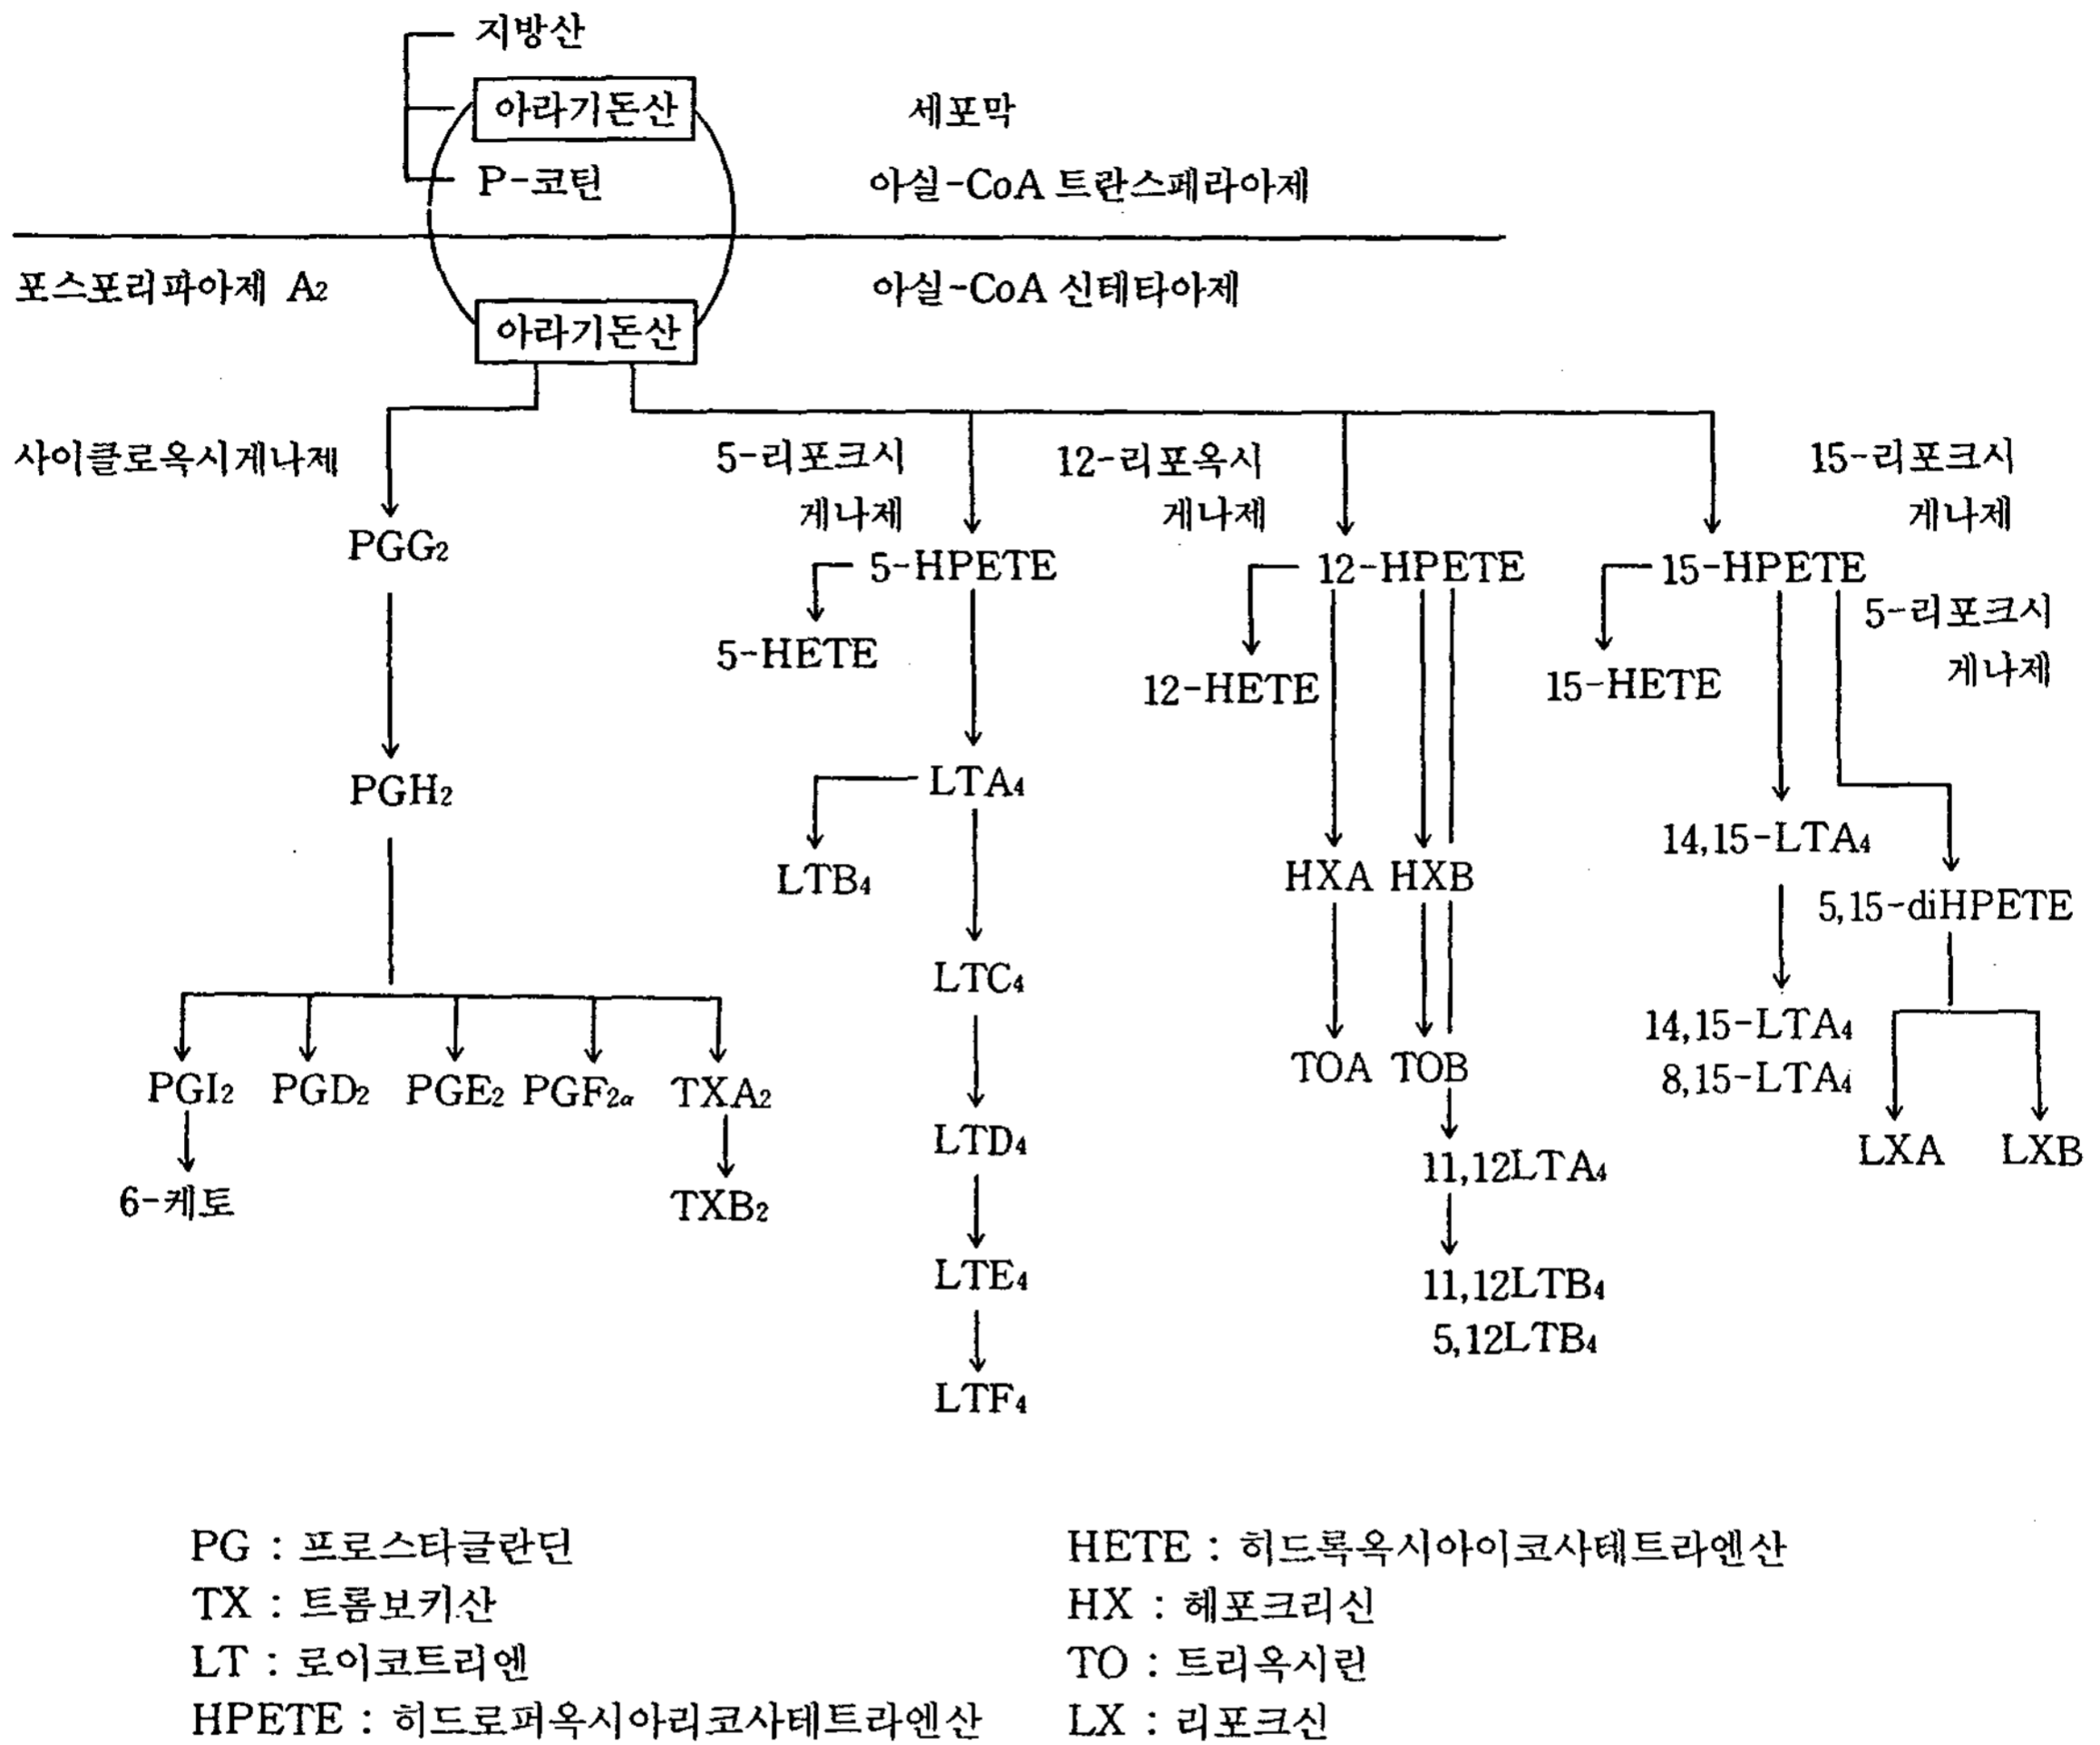 지방산
아라기돈산
세포막
P-코틴
아실-CoA 트란스페라아제
포스포리파아제 A₂
아실-CoA 신테타아제
아라기돈산
사이클로옥시게나제
5-리포크시
게나제
12-리포옥시
게나제
15-리포크시
게나제
PGG₂
5-HPETE
12-HPETE
15-HPETE
5-리포크시
게나제
5-HETE
12-HETE
15-HETE
PGH₂
LTA₄
14,15-LTA₄
LTB₄
HXA HXB
5,15-diHPETE
LTC₄
14,15-LTA₄
8,15-LTA₄
PGI₂ PGD₂ PGE₂ PGF₂α TXA₂
TOA TOB
LTD₄
LXA LXB
11,12LTA₄
6-케토
TXB₂
LTE₄
11,12LTB₄
5,12LTB₄
LTF₄
PG : 프로스타글란딘
TX : 트롬보키산
LT : 로이코트리엔
HPETE : 히드로퍼옥시아리코사테트라엔산
HETE : 히드록옥시아이코사테트라엔산
HX : 헤포크리신
TO : 트리옥시린
LX : 리포크신